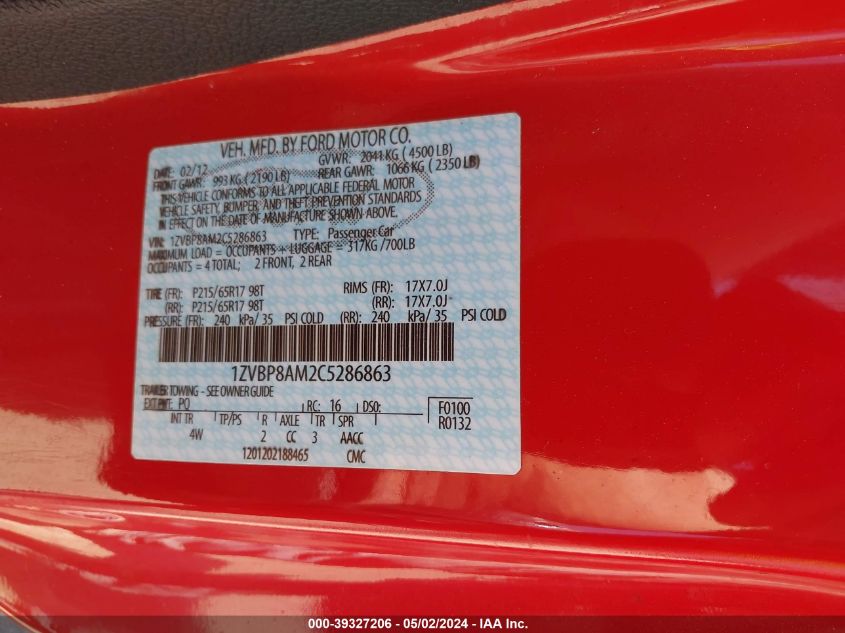 VEH. MFD. BY FORD MOTOR CO.
DATE: 02/12 GVWR: 2041 KG ( 4500 LB)
FRONT GAWR: 993 KG ( 2190 LB) REAR GAWR: 1066 KG ( 2350 LB)
THIS VEHICLE CONFORMS TO ALL APPLICABLE FEDERAL MOTOR
VEHICLE SAFETY, BUMPER, AND THEFT PREVENTION STANDARDS
IN EFFECT ON THE DATE OF MANUFACTURE SHOWN ABOVE.
VIN: 1ZVBP8AM2C5286863 TYPE: Passenger Car
MAXIMUM LOAD = OCCUPANTS + LUGGAGE = 317KG /700LB
OCCUPANTS = 4 TOTAL; 2 FRONT, 2 REAR
TIRE (FR): P215/65R17 98T RIMS (FR): 17X7.0J
(RR): P215/65R17 98T (RR): 17X7.0J
PRESSURE (FR): 240 kPa/ 35 PSI COLD (RR): 240 kPa/ 35 PSI COLD
1ZVBP8AM2C5286863
TRAILER TOWING - SEE OWNER GUIDE
EXT PNT: PQ RC: 16 DSO: F0100
INT TR TP/PS R AXLE TR SPR R0132
4W 2 CC 3 AACC
1201202188465 CMC
000-39327206 - 05/02/2024 - IAA Inc.